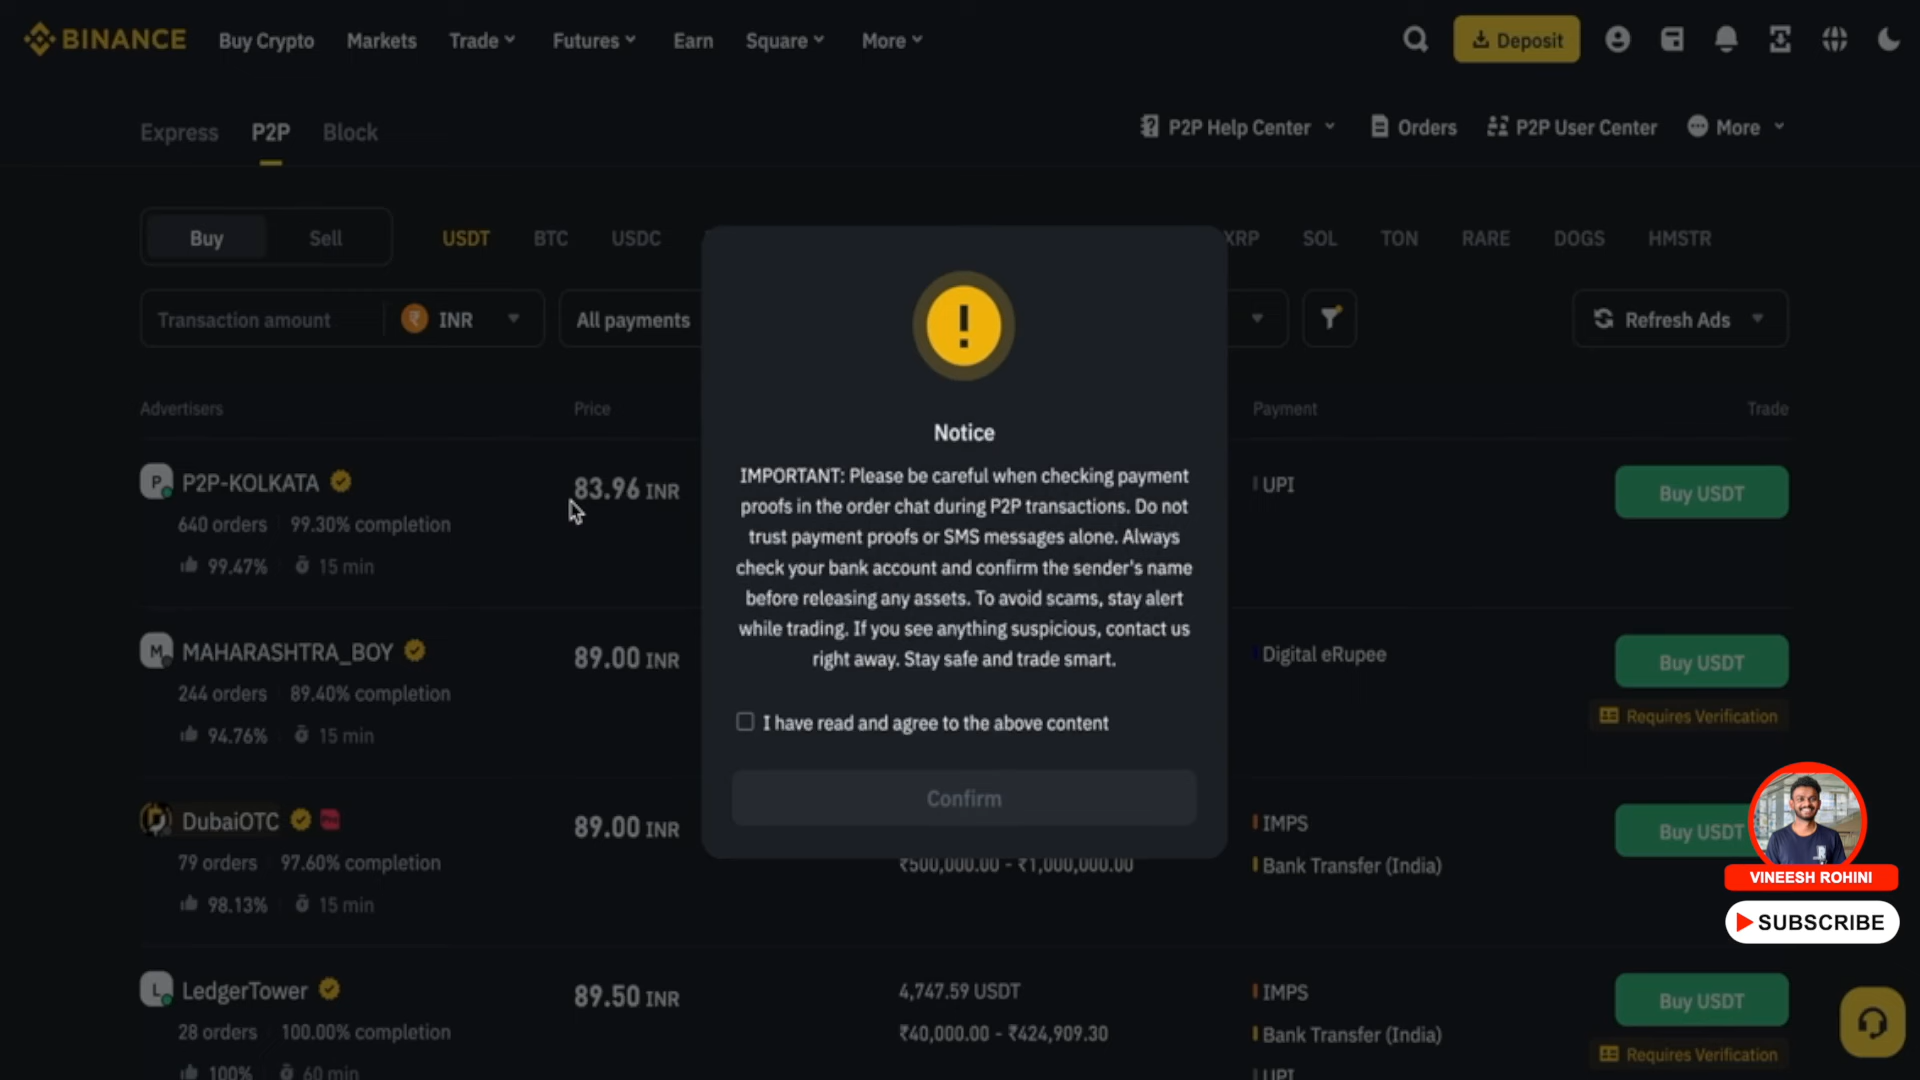 BINANCE Buy Crypto Markets Trade Futures Earn Square More Deposit
Express P2P Block P2P Help Center Orders P2P User Center More
Buy Sell USDT BTC USDC XRP SOL TON RARE DOGS HMSTR
Transaction amount ₹ INR All payments Refresh Ads
Advertisers Price Payment Trade
P P2P-KOLKATA 83.96 INR UPI Buy USDT
640 orders 99.30% completion
99.47% 15 min
M MAHARASHTRA_BOY 89.00 INR Digital eRupee Buy USDT
244 orders 89.40% completion Requires Verification
94.76% 15 min
DubaiOTC 89.00 INR IMPS Buy USDT
79 orders 97.60% completion ₹500,000.00 - ₹1,000,000.00 Bank Transfer (India)
98.13% 15 min
L LedgerTower 89.50 INR 4,747.59 USDT IMPS Buy USDT
28 orders 100.00% completion ₹40,000.00 - ₹424,909.30 Bank Transfer (India)
Requires Verification
100% 60 min UPI
!
Notice
IMPORTANT: Please be careful when checking payment
proofs in the order chat during P2P transactions. Do not
trust payment proofs or SMS messages alone. Always
check your bank account and confirm the sender's name
before releasing any assets. To avoid scams, stay alert
while trading. If you see anything suspicious, contact us
right away. Stay safe and trade smart.
I have read and agree to the above content
Confirm
VINEESH ROHINI
SUBSCRIBE